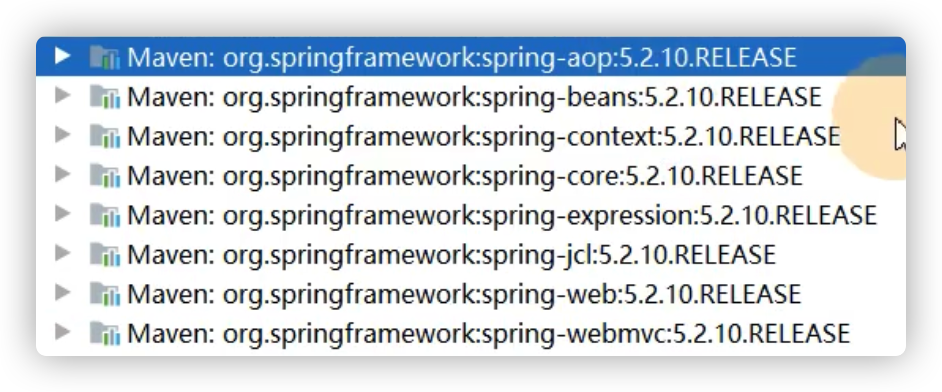 Maven: org.springframework:spring-aop:5.2.10.RELEASE
Maven: org.springframework:spring-beans:5.2.10.RELEASE
Maven: org.springframework:spring-context:5.2.10.RELEASE
Maven: org.springframework:spring-core:5.2.10.RELEASE
Maven: org.springframework:spring-expression:5.2.10.RELEASE
Maven: org.springframework:spring-jcl:5.2.10.RELEASE
Maven: org.springframework:spring-web:5.2.10.RELEASE
Maven: org.springframework:spring-webmvc:5.2.10.RELEASE